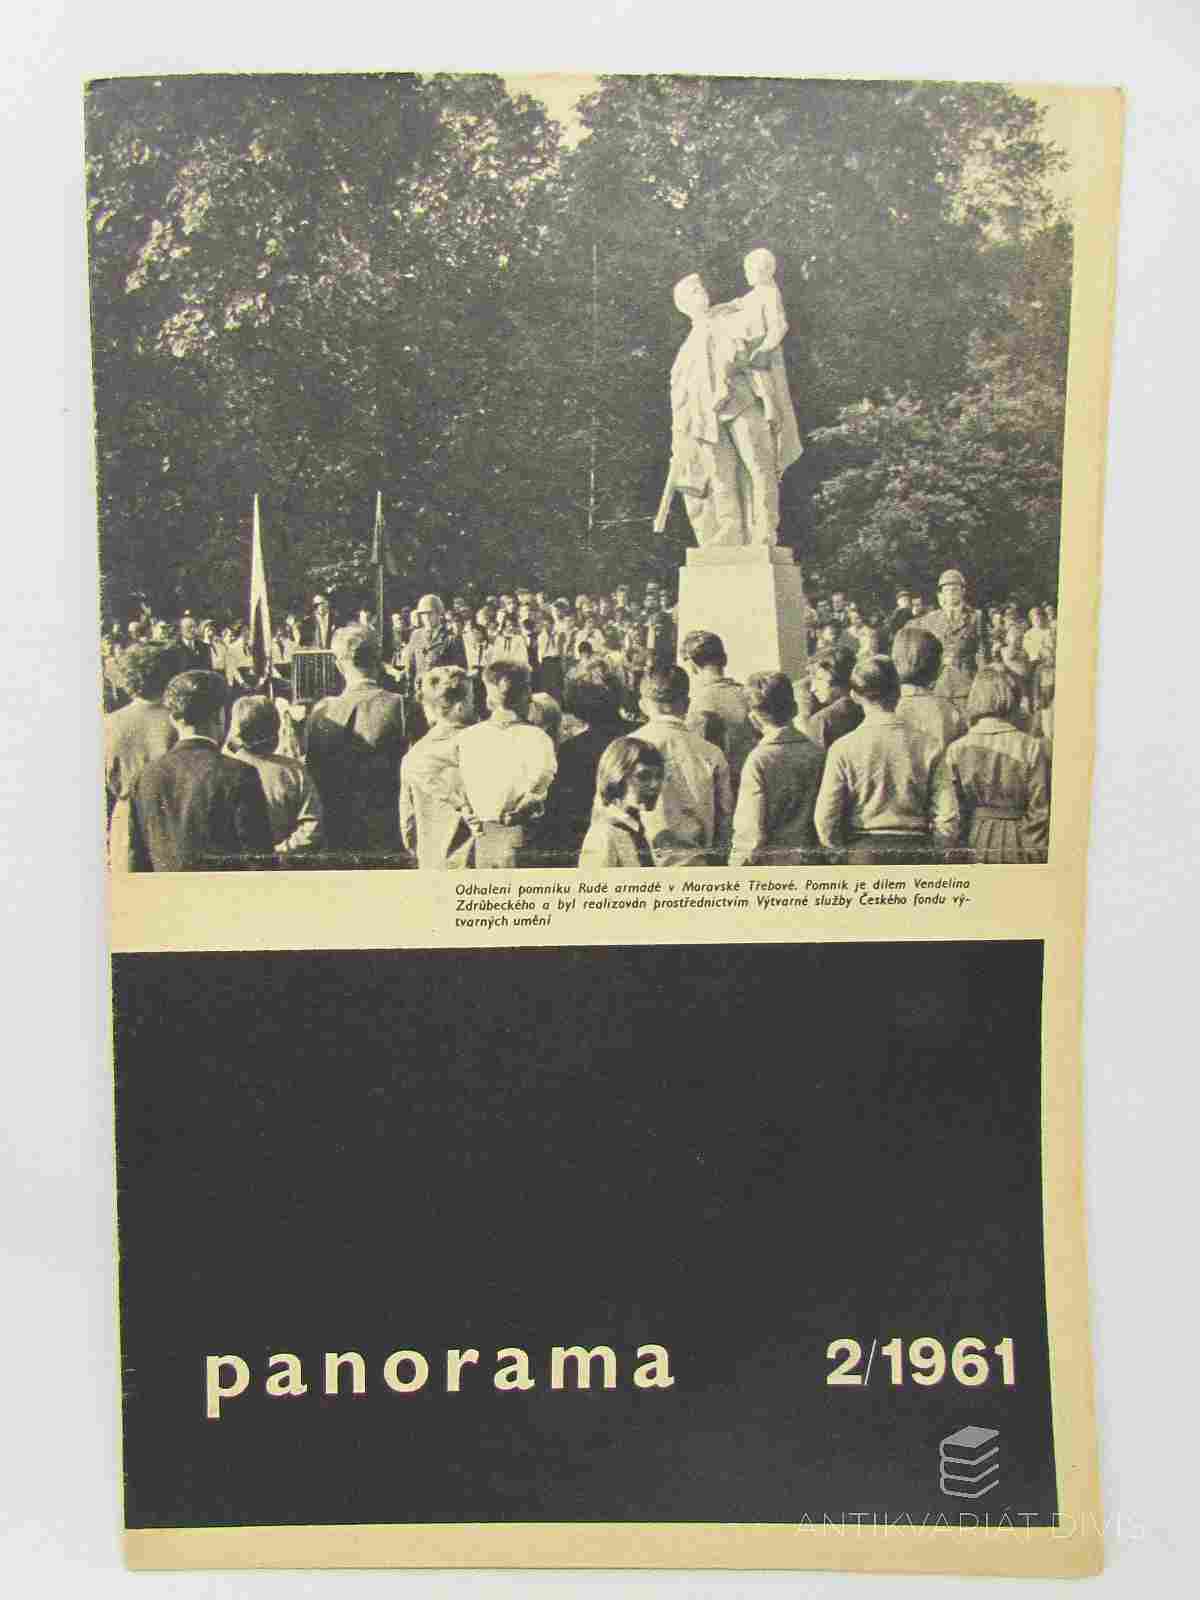 Odhalení pomníku Rudé armádě v Moravské Třebové. Pomník je dílem Vendelína
Zdrůbeckého a byl realizován prostřednictvím Výtvarné služby Českého fondu vý-
tvarných umění
panorama 2/1961
ANTIKVARIÁT DIVIŠ